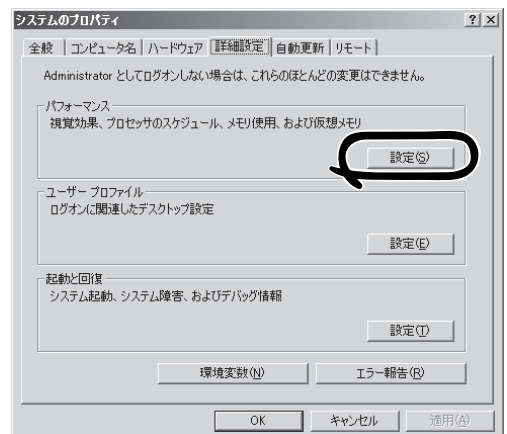 システムのプロパティ
全般 コンピュータ名 ハードウェア 詳細設定 自動更新 リモート
Administrator としてログオンしない場合は、これらのほとんどの変更はできません。
パフォーマンス
視覚効果、プロセッサのスケジュール、メモリ使用、および仮想メモリ
設定(S)
ユーザー プロファイル
ログオンに関連したデスクトップ設定
設定(E)
起動と回復
システム起動、システム障害、およびデバッグ情報
設定(T)
環境変数(N) エラー報告(R)
OK キャンセル 適用(A)